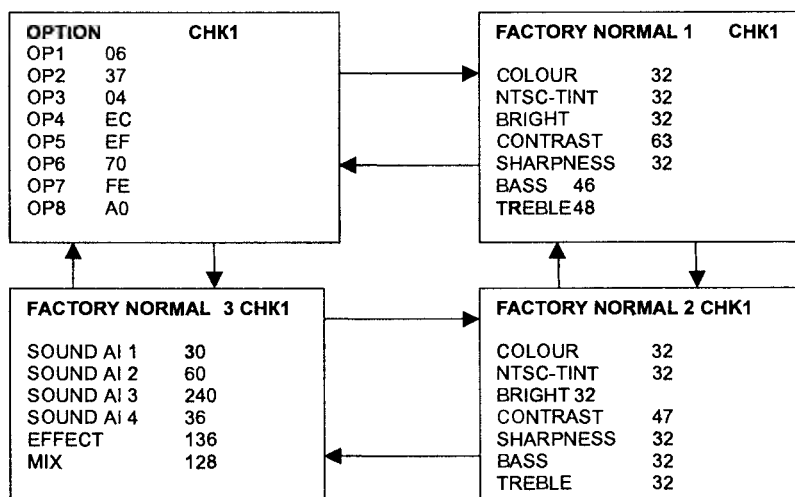 OPTION CHK1
OP1 06
OP2 37
OP3 04
OP4 EC
OP5 EF
OP6 70
OP7 FE
OP8 A0
FACTORY NORMAL 1 CHK1
COLOUR 32
NTSC-TINT 32
BRIGHT 32
CONTRAST 63
SHARPNESS 32
BASS 46
TREBLE48
FACTORY NORMAL 3 CHK1
SOUND AI 1 30
SOUND AI 2 60
SOUND AI 3 240
SOUND AI 4 36
EFFECT 136
MIX 128
FACTORY NORMAL 2 CHK1
COLOUR 32
NTSC-TINT 32
BRIGHT 32
CONTRAST 47
SHARPNESS 32
BASS 32
TREBLE 32